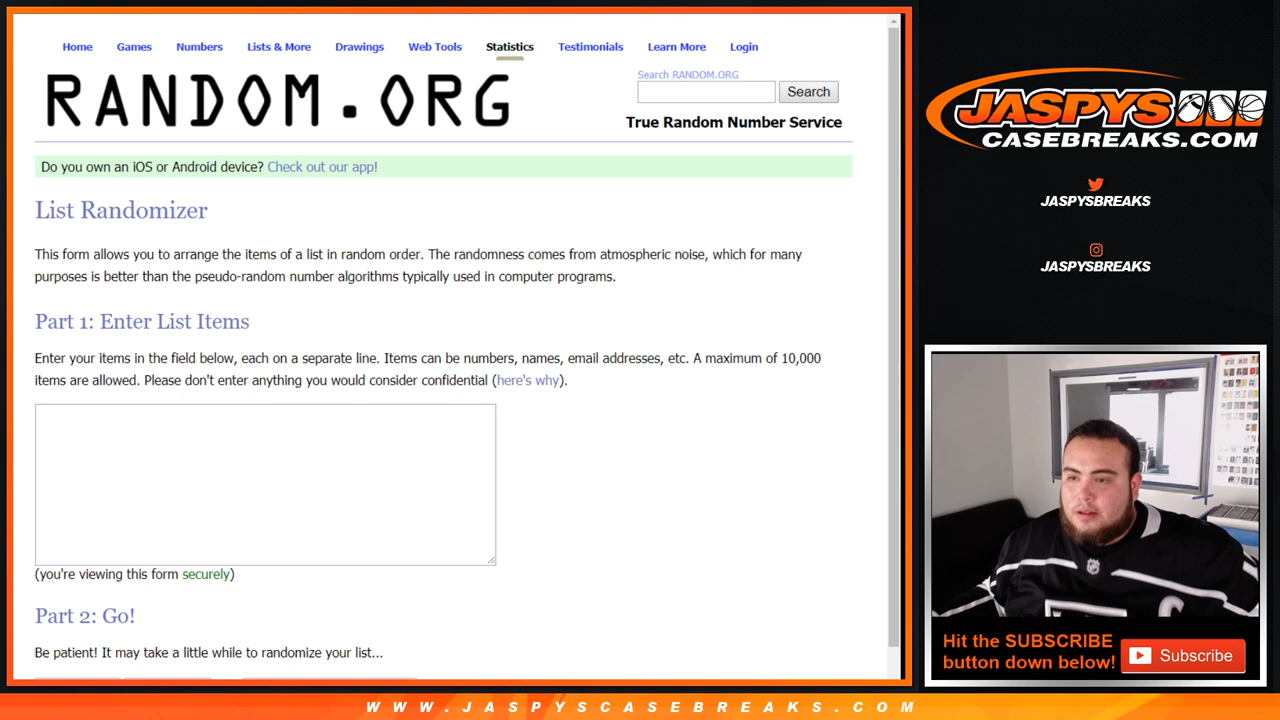 Home Games Numbers Lists & More Drawings Web Tools Statistics Testimonials Learn More Login
RANDOM.ORG
Search RANDOM.ORG
Search
True Random Number Service
Do you own an iOS or Android device? Check out our app!
List Randomizer
This form allows you to arrange the items of a list in random order. The randomness comes from atmospheric noise, which for many
purposes is better than the pseudo-random number algorithms typically used in computer programs.
Part 1: Enter List Items
Enter your items in the field below, each on a separate line. Items can be numbers, names, email addresses, etc. A maximum of 10,000
items are allowed. Please don't enter anything you would consider confidential (here's why).
(you're viewing this form securely)
Part 2: Go!
Be patient! It may take a little while to randomize your list...
JASPYS
CASEBREAKS.COM
JASPYSBREAKS
JASPYSBREAKS
Hit the SUBSCRIBE
button down below!
Subscribe
WWW.JASPYSCASEBREAKS.COM